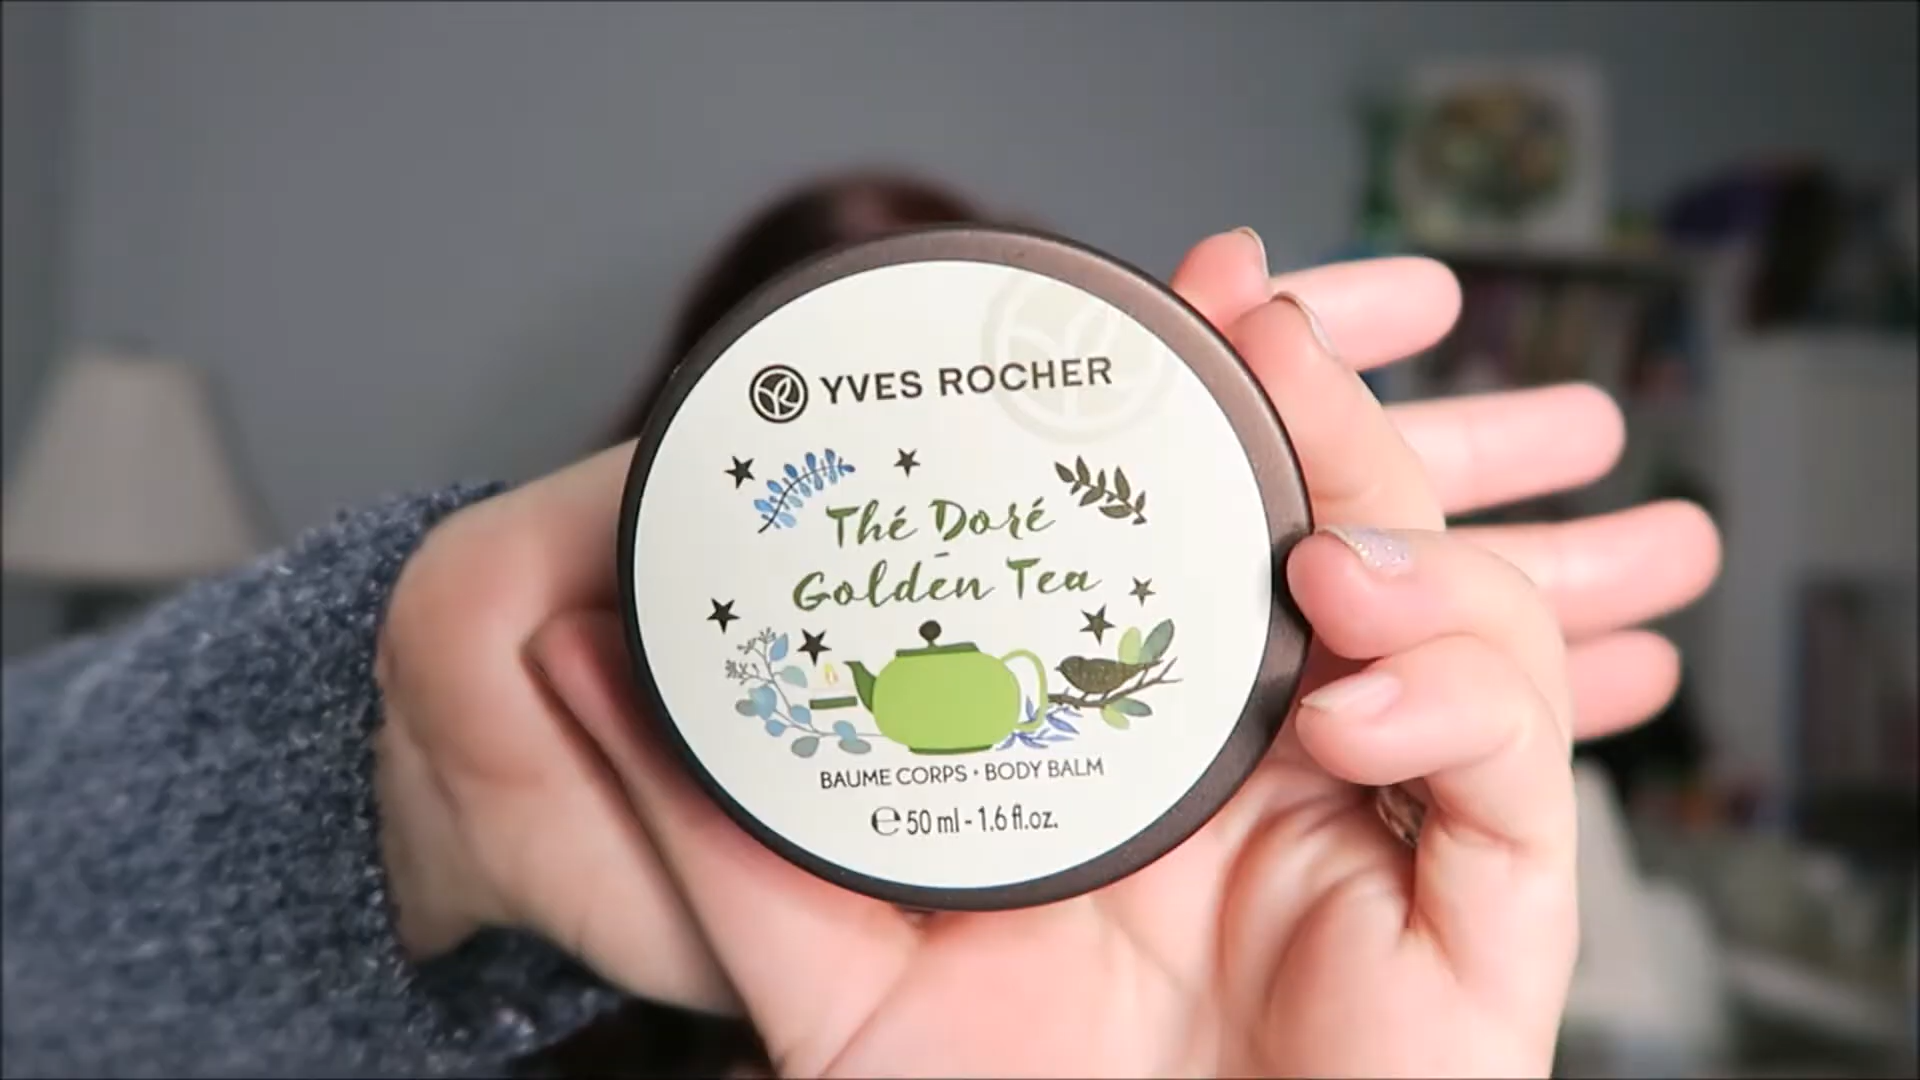 YVES ROCHER
Thé Doré
-
Golden Tea
BAUME CORPS • BODY BALM
℮ 50 ml - 1.6 fl.oz.